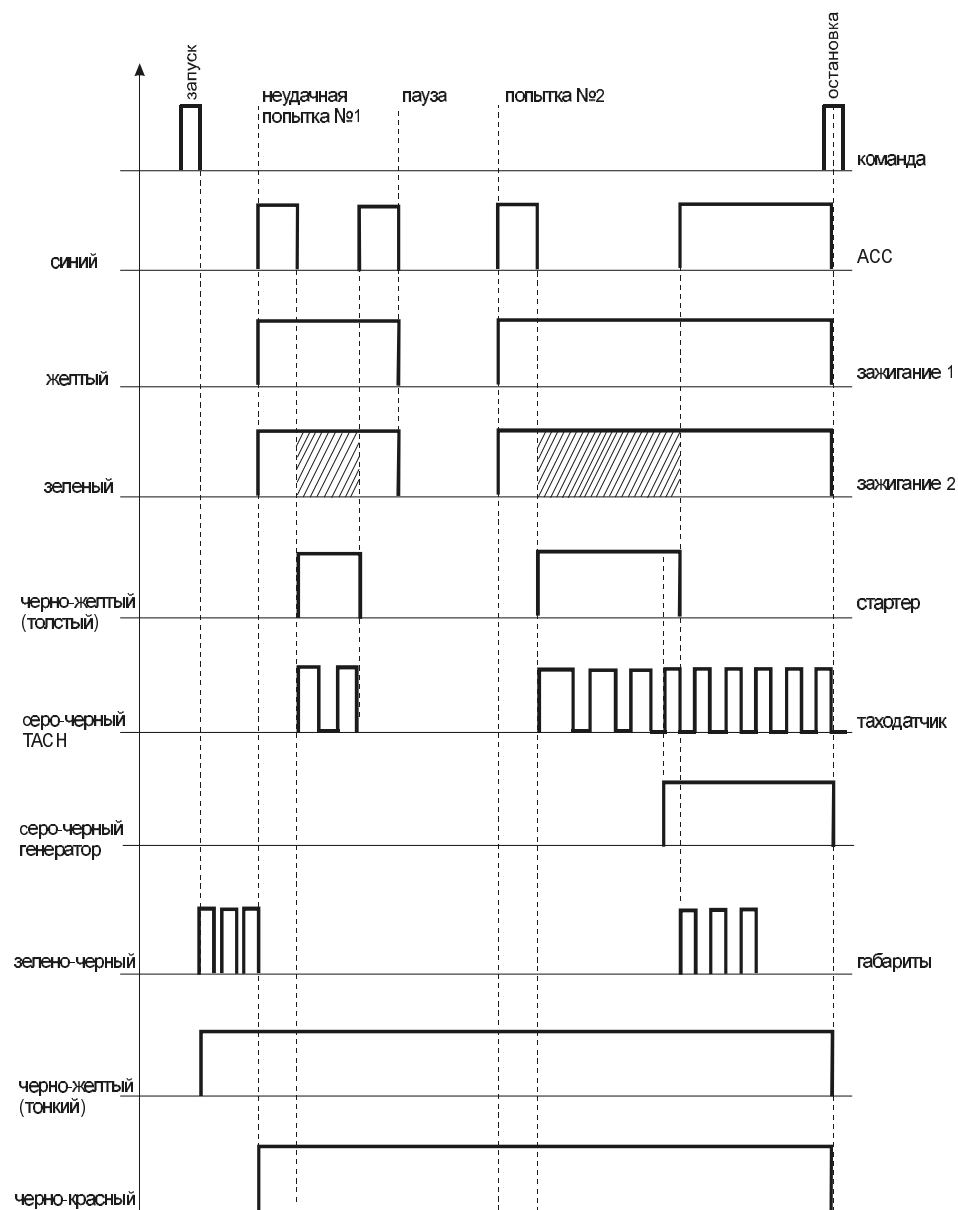 запуск
остановка
неудачная
попытка №1
пауза
попытка №2
команда
синий
ACC
желтый
зажигание 1
зеленый
зажигание 2
черно-желтый
(толстый)
стартер
серо-черный
TACH
таходатчик
серо-черный
генератор
зелено-черный
габариты
черно-желтый
(тонкий)
черно-красный